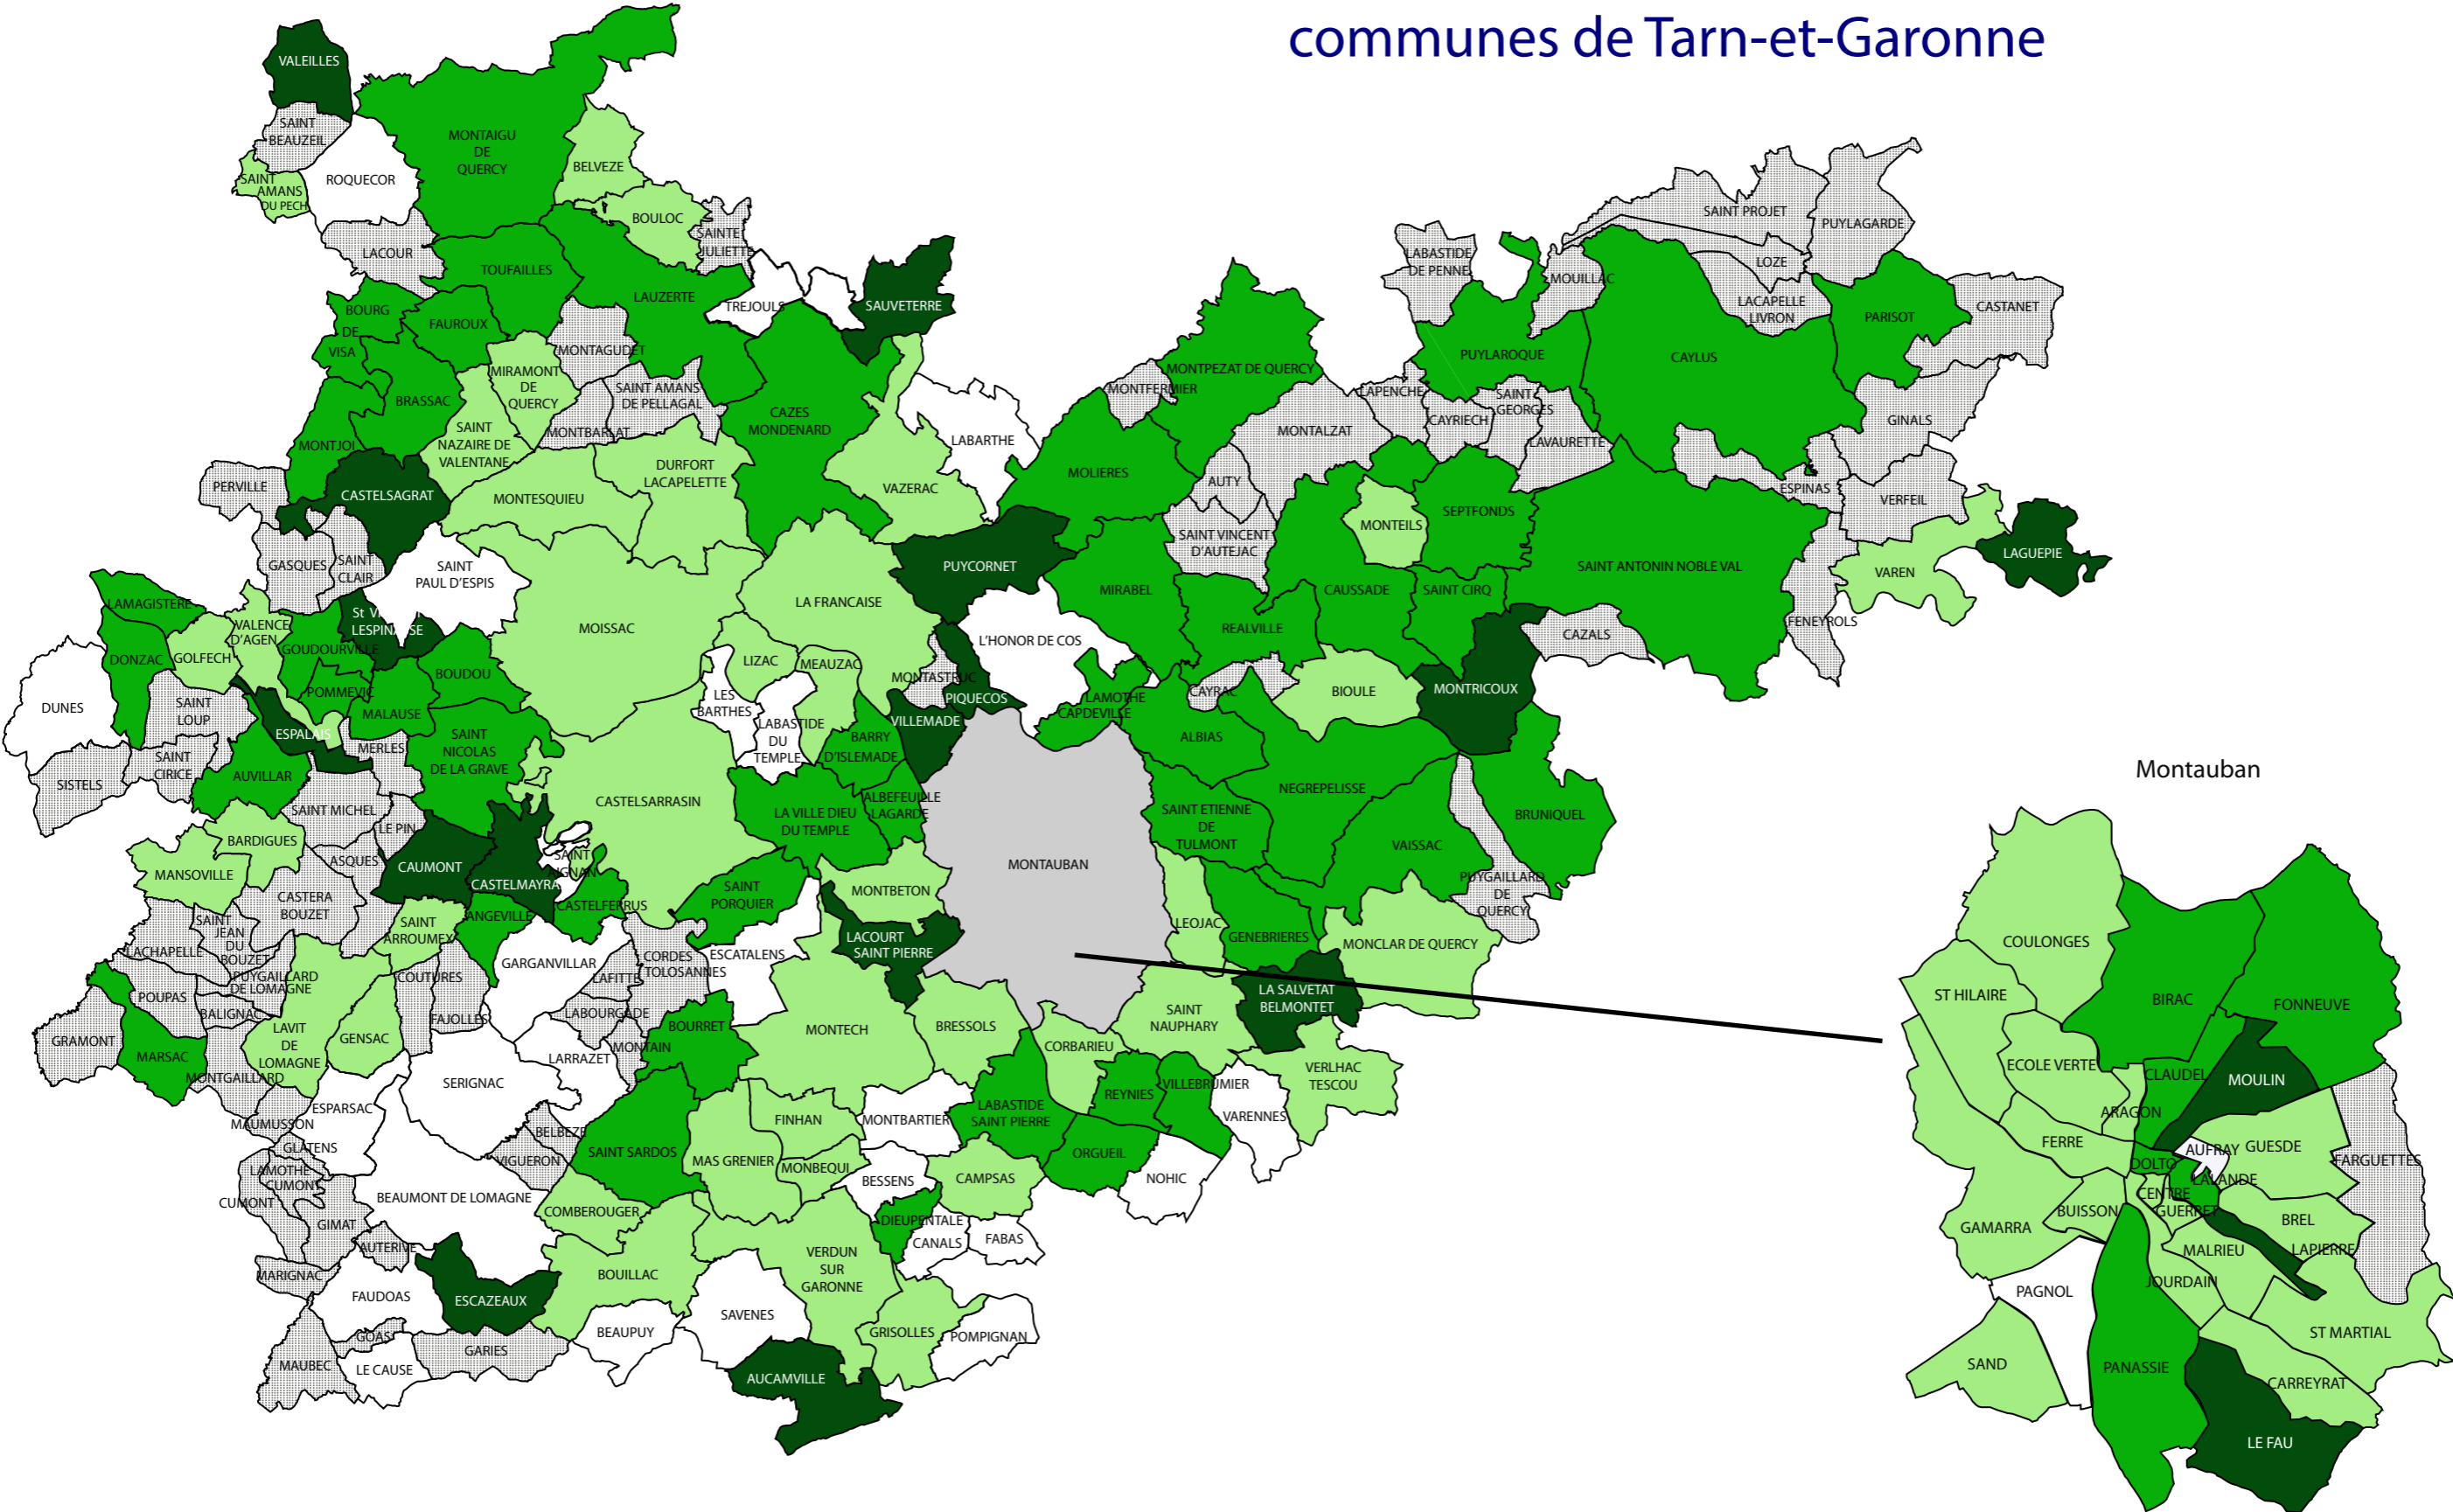 communes de Tarn-et-Garonne
VALEILLES
SAINT
BEAUZEIL
SAINT
AMANS
DU PECH
ROQUECOR
MONTAIGU
DE
QUERCY
BELVEZE
BOULOC
SAINTE
JULIETTE
LACOUR
TOUFAILLES
LAUZERTE
TREJOULS
SAUVETERRE
BOURG
DE
VISA
FAUROUX
MONTAGUDET
MIRAMONT
DE
QUERCY
SAINT AMANS
DE PELLAGAL
BRASSAC
CAZES
MONDENARD
SAINT
NAZAIRE DE
VALENTANE
MONTBARLAT
MONTJOI
LABARTHE
DURFORT
LACAPELETTE
PERVILLE
CASTELSAGRAT
MONTESQUIEU
VAZERAC
GASQUES
SAINT
CLAIR
SAINT
PAUL D'ESPIS
PUYCORNET
LA FRANCAISE
MOISSAC
LAMAGISTERE
VALENCE
D'AGEN
St V
LESPINASSE
GOUDOURVILLE
DONZAC
GOLFECH
BOUDOU
POMMEVIC
MALAUSE
LIZAC
MEAUZAC
MONTASTRUC
PIQUECOS
L'HONOR DE COS
LES
BARTHES
LABASTIDE
DU
TEMPLE
VILLEMADE
BARRY
D'ISLEMADE
LAMOTHE
CAPDEVILLE
DUNES
SAINT
LOUP
ESPALAIS
MERLES
SAINT
NICOLAS
DE LA GRAVE
SISTELS
SAINT
CIRICE
AUVILLAR
SAINT MICHEL
LE PIN
CASTELSARRASIN
LA VILLE DIEU
DU TEMPLE
ALBEFEUILLE
LAGARDE
BARDIGUES
ASQUES
CAUMONT
CASTELMAYRA
SAINT
AIGNAN
MANSOVILLE
CASTERA
BOUZET
SAINT
ARROUMEX
ANGEVILLE
CASTELFERRUS
SAINT
PORQUIER
MONTBETON
MONTAUBAN
LACHAPELLE
SAINT
JEAN
DU
BOUZET
PUYGAILLARD
DE LOMAGNE
COUTURES
GARGANVILLAR
LAFITTE
CORDES
TOLOSANNES
ESCATALENS
LACOURT
SAINT PIERRE
POUPAS
BALIGNAC
LAVIT
DE
LOMAGNE
GENSAC
FAJOLLES
LABOURGADE
BOURRET
MONTECH
BRESSOLS
GRAMONT
MARSAC
MONTGAILLARD
LARRAZET
MONTAIN
SERIGNAC
ESPARSAC
MAUMUSSON
GLATENS
LAMOTHE
CUMONT
CUMONT
GIMAT
AUTERIVE
MARIGNAC
BEAUMONT DE LOMAGNE
BELBEZE
VIGUERON
SAINT SARDOS
MAS GRENIER
FINHAN
MONBEQUI
MONTBARTIER
BESSENS
COMBEROUGER
BOUILLAC
VERDUN
SUR
GARONNE
DIEUPENTALE
CANALS
FABAS
CAMPSAS
FAUDOAS
ESCAZEAUX
GOAS
GARIES
MAUBEC
LE CAUSE
BEAUPUY
SAVENES
GRISOLLES
POMPIGNAN
AUCAMVILLE
LABASTIDE
SAINT PIERRE
ORGUEIL
NOHIC
CORBARIEU
REYNIES
VILLEBRUMIER
VARENNES
VERLHAC
TESCOU
SAINT
NAUPHARY
LA SALVETAT
BELMONTET
LEOJAC
GENEBRIERES
MONCLAR DE QUERCY
SAINT ETIENNE
DE
TULMONT
NEGREPELISSE
VAISSAC
BRUNIQUEL
PUYGAILLARD
DE
QUERCY
ALBIAS
CAYRAC
BIOULE
MONTRICOUX
CAZALS
REALVILLE
MIRABEL
CAUSSADE
SAINT CIRQ
MONTEILS
SEPTFONDS
SAINT ANTONIN NOBLE VAL
FENEYROLS
VAREN
LAGUEPIE
VERFEIL
ESPINAS
GINALS
SAINT VINCENT
D'AUTEJAC
AUTY
MOLIERES
MONTALZAT
MONTFERMIER
MONTPEZAT DE QUERCY
LAPENCHE
CAYRIECH
SAINT
GEORGES
LAVAURETTE
PUYLAROQUE
CAYLUS
PARISOT
CASTANET
LABASTIDE
DE PENNE
MOUILLAC
SAINT PROJET
PUYLAGARDE
LOZE
LACAPELLE
LIVRON
Montauban
COULONGES
ST HILAIRE
BIRAC
FONNEUVE
ECOLE VERTE
CLAUDEL
MOULIN
ARAGON
FERRE
AUFRAY
GUESDE
FARGUETTES
DOLTO
LALANDE
CENTRE
GUERRET
BUISSON
GAMARRA
BREL
MALRIEU
LAPIERRE
JOURDAIN
PAGNOL
ST MARTIAL
SAND
PANASSIE
CARREYRAT
LE FAU